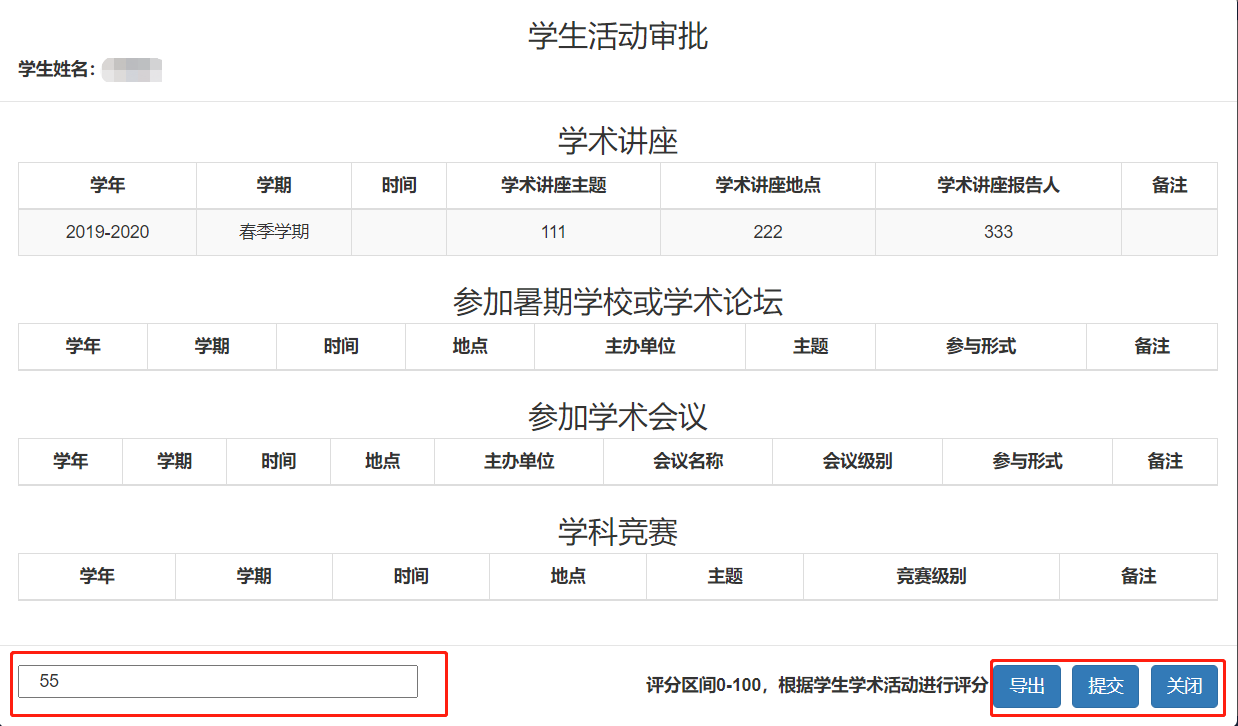 学生活动审批
学生姓名：
学术讲座
学年 学期 时间 学术讲座主题 学术讲座地点 学术讲座报告人 备注
2019-2020 春季学期 111 222 333
参加暑期学校或学术论坛
学年 学期 时间 地点 主办单位 主题 参与形式 备注
参加学术会议
学年 学期 时间 地点 主办单位 会议名称 会议级别 参与形式 备注
学科竞赛
学年 学期 时间 地点 主题 竞赛级别 备注
55 评分区间0-100，根据学生学术活动进行评分 导出 提交 关闭